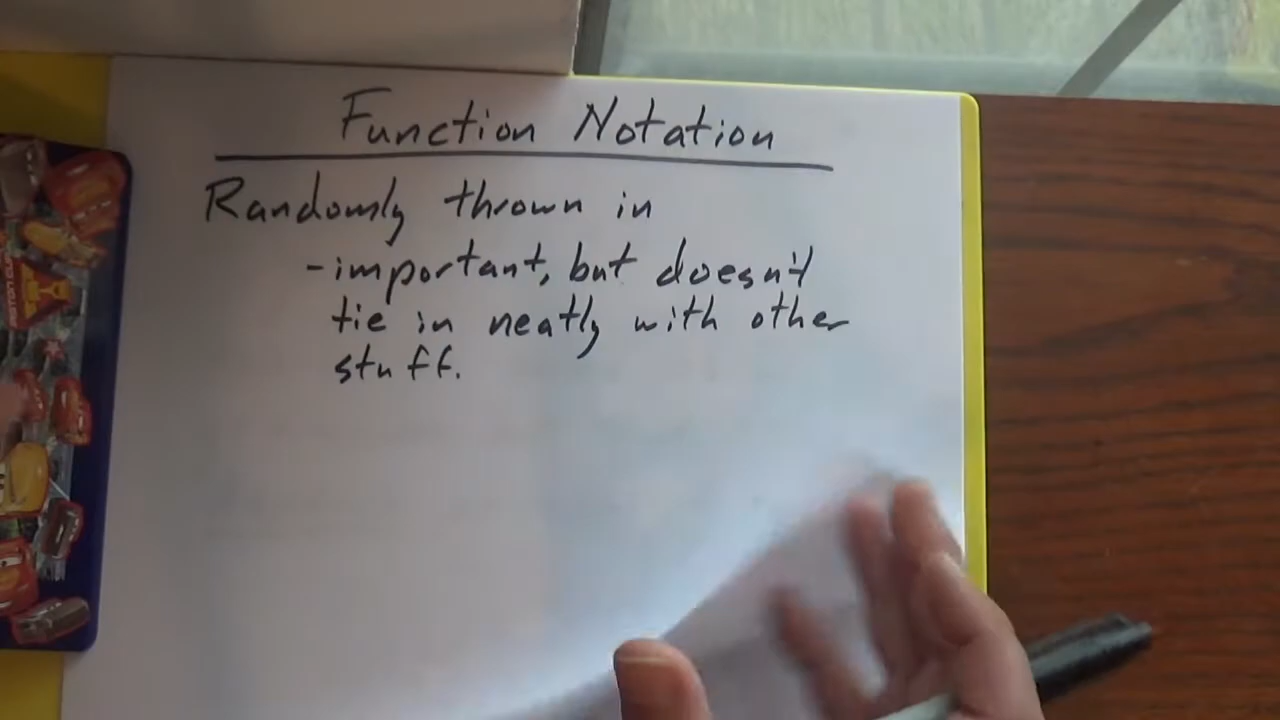 Function Notation
Randomly thrown in
-important, but doesn't
tie in neatly with other
stuff.